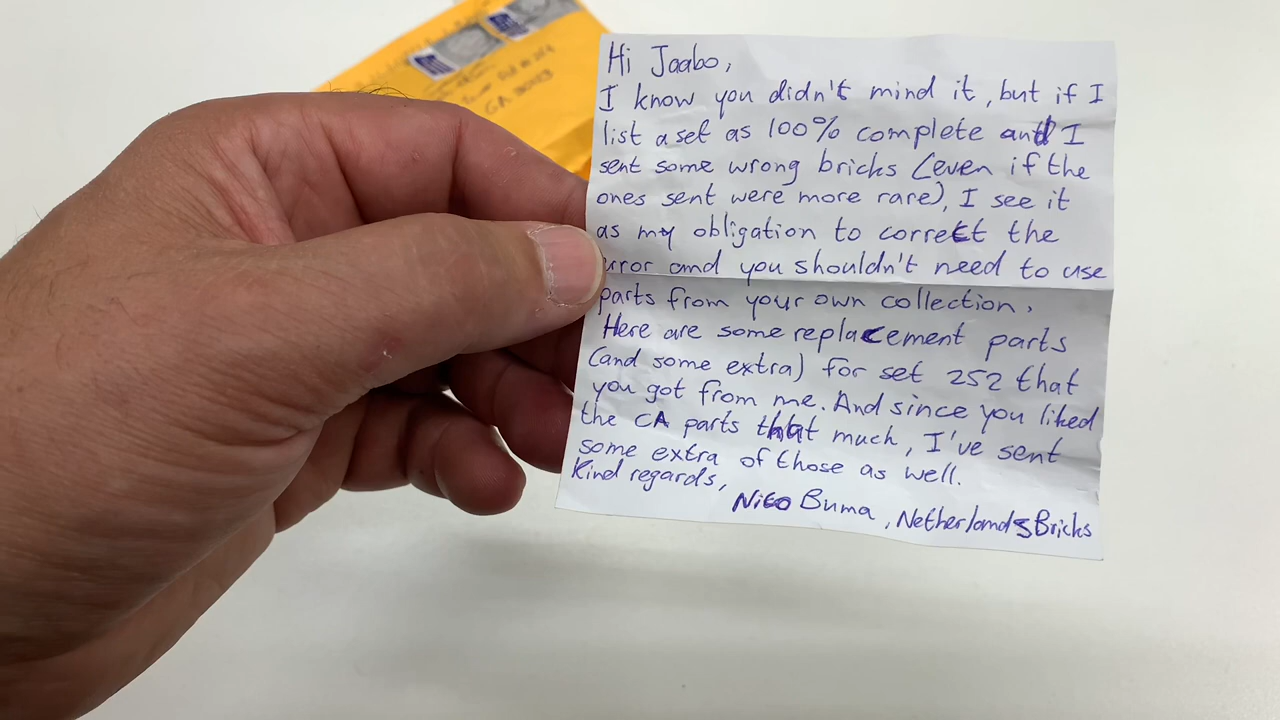 Hi Jaabo,
I know you didn't mind it, but if I
list a set as 100% complete and I
sent some wrong bricks (even if the
ones sent were more rare), I see it
as my obligation to correct the
error and you shouldn't need to use
parts from your own collection.
Here are some replacement parts
(and some extra) for set 252 that
you got from me. And since you liked
the CA parts that much, I've sent
some extra of those as well.
Kind regards,
Nico Buma, NetherlandsBricks